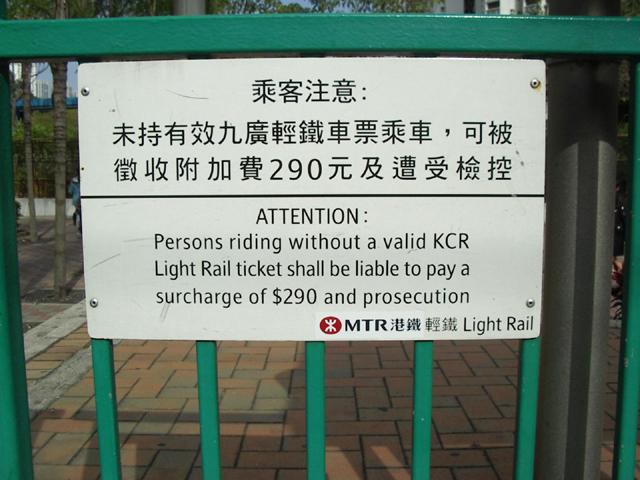 乘客注意:
未持有效九廣輕鐵車票乘車，可被
徵收附加費290元及遭受檢控
ATTENTION:
Persons riding without a valid KCR
Light Rail ticket shall be liable to pay a
surcharge of $290 and prosecution
MTR 港鐵 輕鐵 Light Rail